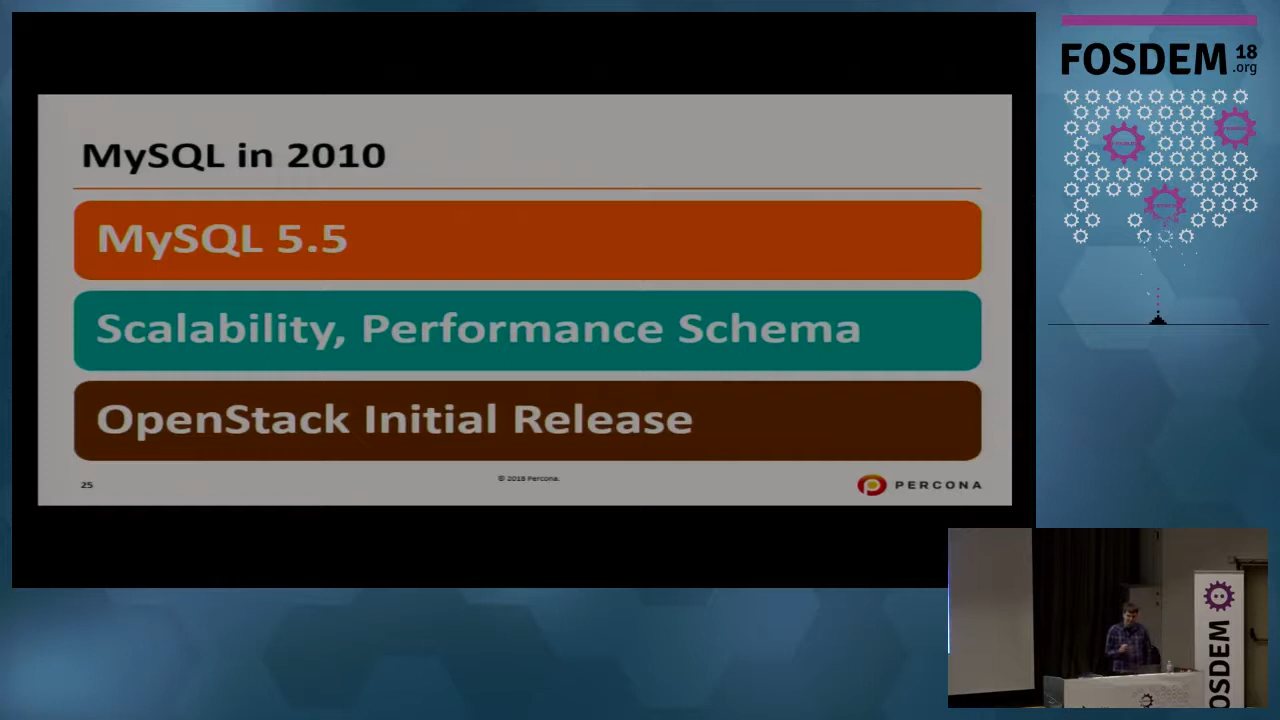 MySQL in 2010
MySQL 5.5
Scalability, Performance Schema
OpenStack Initial Release
25
© 2018 Percona.
PERCONA
FOSDEM 18
.org
OSDEM